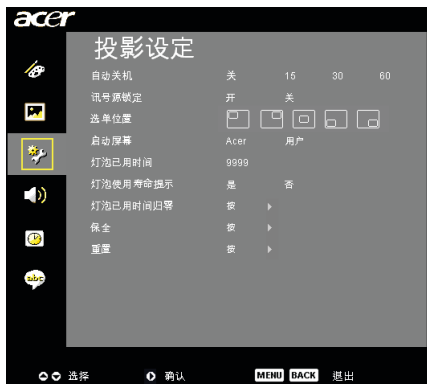 acer
投影设定
自动关机 关 15 30 60
讯号源锁定 开 关
选单位置
启动屏幕 Acer 用户
灯泡已用时间 9999
灯泡使用寿命提示 是 否
灯泡已用时间归零 按
保全 按
重置 按
abc
选择 确认 MENU BACK 退出